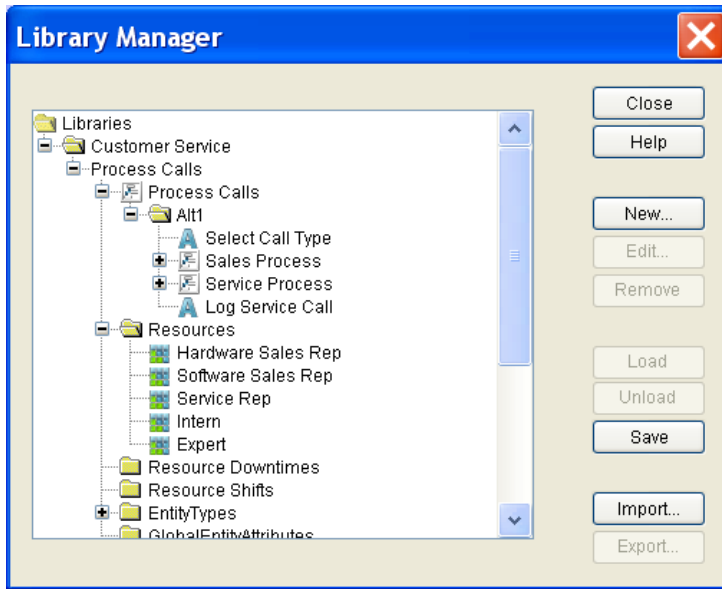 Library Manager
Libraries
Customer Service
Process Calls
Process Calls
Alt1
Select Call Type
Sales Process
Service Process
Log Service Call
Resources
Hardware Sales Rep
Software Sales Rep
Service Rep
Intern
Expert
Resource Downtimes
Resource Shifts
EntityTypes
GlobalEntityAttributes
Close
Help
New...
Edit...
Remove
Load
Unload
Save
Import...
Export...